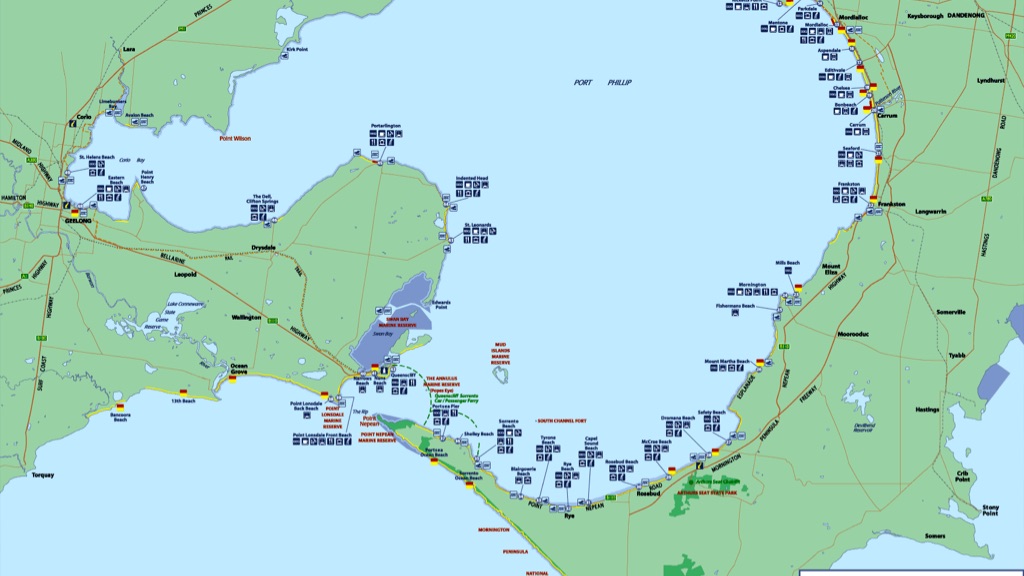 PRINCES
Mentone
Parkdale
Mordialloc
Mordialloc
Keysborough
DANDENONG
Lara
Kirk Point
Aspendale
PORT PHILLIP
Edithvale
Lyndhurst
Chelsea
Limeburners
Bay
Avalon Beach
Bonbeach
Corio
Carrum
ROAD
Portarlington
Carrum
Point Wilson
MIDLAND
HIGHWAY
Seaford
DANDENONG
St. Helens Beach
Corio Bay
Eastern
Beach
Point
Henry
Beach
Indented Head
Frankston
HAMILTON
HIGHWAY
The Dell,
Clifton Springs
Frankston
Langwarrin
GEELONG
St. Leonards
HASTINGS
Drysdale
BELLARINE
RAIL
TRAIL
Mills Beach
Mount
Eliza
HIGHWAY
PRINCES
HIGHWAY
Leopold
Mornington
Edwards
Point
Fishermans Beach
Lake Connewarre
State
Game
Reserve
Wallington
SWAN BAY
MARINE RESERVE
Swan Bay
Somerville
HIGHWAY
Moorooduc
MUD
ISLANDS
MARINE
RESERVE
Tyabb
Mount Martha Beach
COAST
SURF
Ocean
Grove
Queenscliff
THE ANNULUS
MARINE RESERVE
(Popes Eye)
Queenscliff Sorrento
Car / Passenger Ferry
ESPLANADE
NEPEAN
FREEWAY
13th Beach
Bancoora
Beach
Point Lonsdale
Back Beach
POINT
LONSDALE
MARINE
RESERVE
The Rip
Point
Nepean
Portsea Pier
SOUTH CHANNEL FORT
Hastings
Dromana Beach
Safety Beach
POINT NEPEAN
MARINE RESERVE
Point Lonsdale Front Beach
Shelley Beach
Sorrento
Beach
Tyrone
Beach
Capel
Sound
Beach
McCrae Beach
PENINSULA
Devilbend
Reservoir
Portsea
Ocean Beach
Blairgowrie
Beach
Rye
Beach
Rosebud Beach
MORNINGTON
Torquay
Sorrento
Ocean Beach
Crib
Point
ROAD
Rosebud
Arthurs Seat Chairlift
ARTHURS SEAT STATE PARK
POINT
NEPEAN
Rye
Stony
Point
MORNINGTON
Somers
PENINSULA
NATIONAL